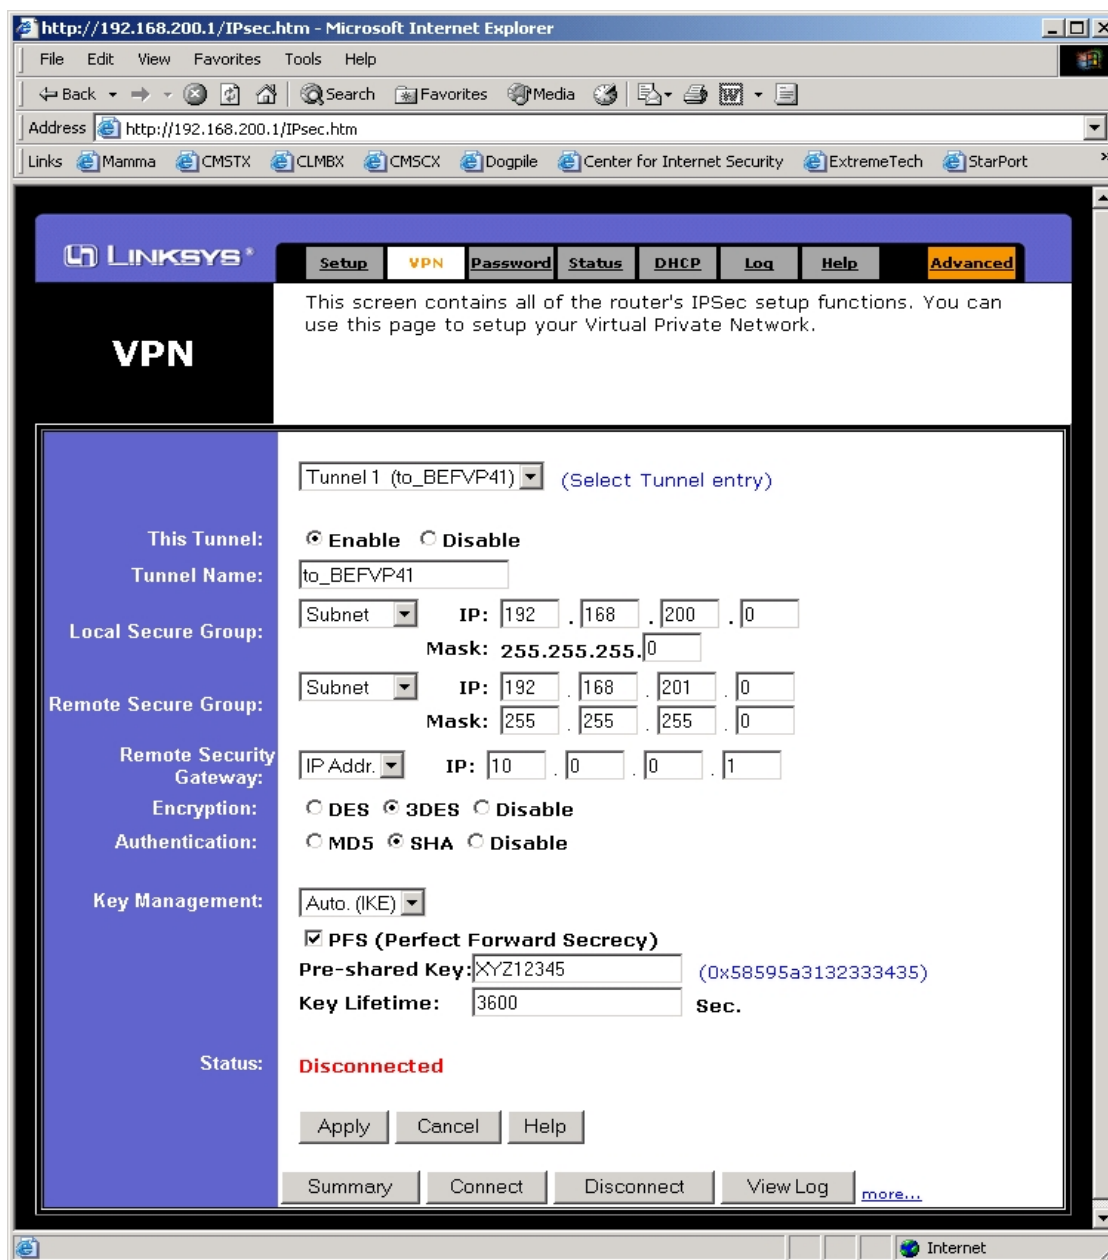 http://192.168.200.1/IPsec.htm - Microsoft Internet Explorer
File Edit View Favorites Tools Help
Back Search Favorites Media
Address http://192.168.200.1/IPsec.htm
Links Mamma CMSTX CLMBX CMSCX Dogpile Center for Internet Security ExtremeTech StarPort
LINKSYS® Setup VPN Password Status DHCP Log Help Advanced
This screen contains all of the router's IPSec setup functions. You can
use this page to setup your Virtual Private Network.
VPN
Tunnel 1 (to_BEFVP41) (Select Tunnel entry)
This Tunnel: Enable Disable
Tunnel Name: to_BEFVP41
Local Secure Group: Subnet IP: 192 . 168 . 200 . 0
Mask: 255.255.255. 0
Remote Secure Group: Subnet IP: 192 . 168 . 201 . 0
Mask: 255 . 255 . 255 . 0
Remote Security
Gateway: IP Addr. IP: 10 . 0 . 0 . 1
Encryption: DES 3DES Disable
Authentication: MD5 SHA Disable
Key Management: Auto. (IKE)
PFS (Perfect Forward Secrecy)
Pre-shared Key: XYZ12345 (0x58595a3132333435)
Key Lifetime: 3600 Sec.
Status: Disconnected
Apply Cancel Help
Summary Connect Disconnect View Log more...
Internet